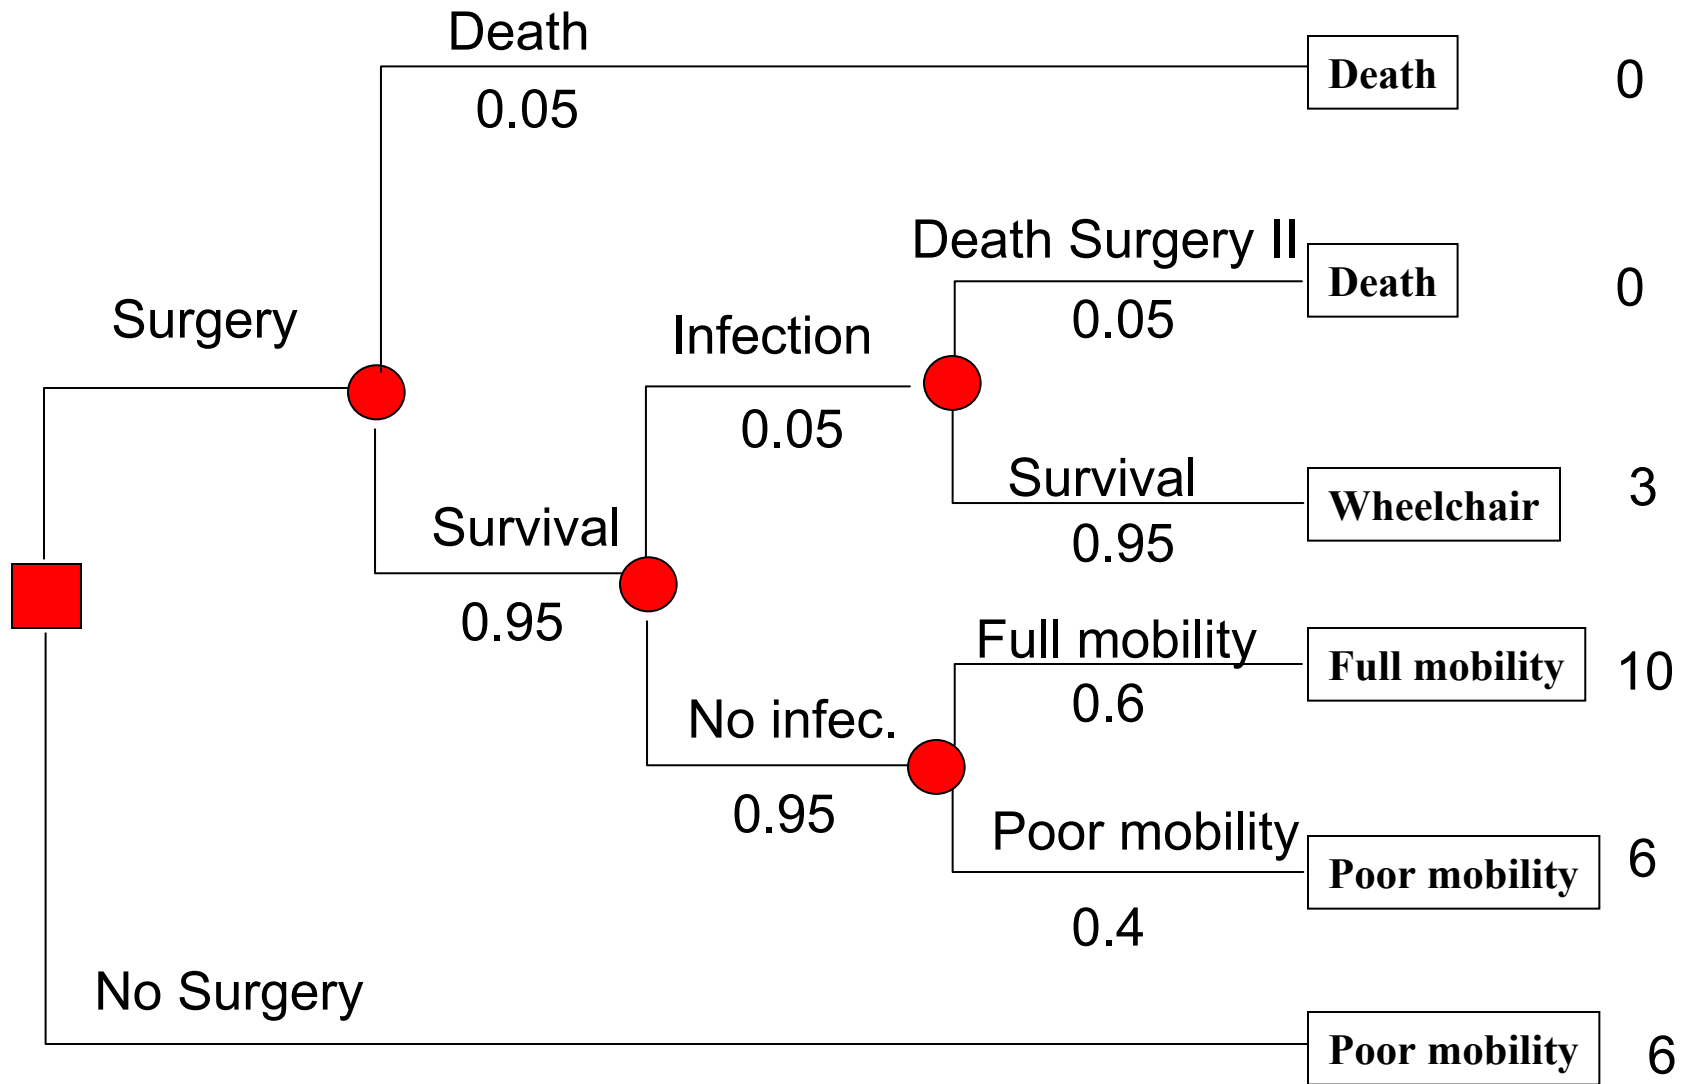 Death
0.05
Death
0
Death Surgery II
0.05
Death
0
Surgery
Infection
0.05
Survival
0.95
Wheelchair
3
Survival
0.95
Full mobility
0.6
Full mobility
10
No infec.
0.95
Poor mobility
0.4
Poor mobility
6
No Surgery
Poor mobility
6